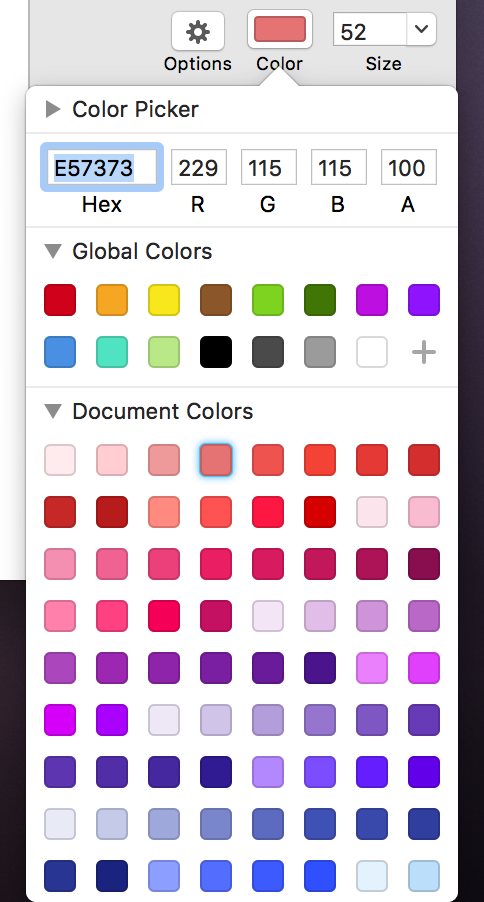 52
Options Color Size
Color Picker
E57373 229 115 115 100
Hex R G B A
Global Colors
Document Colors